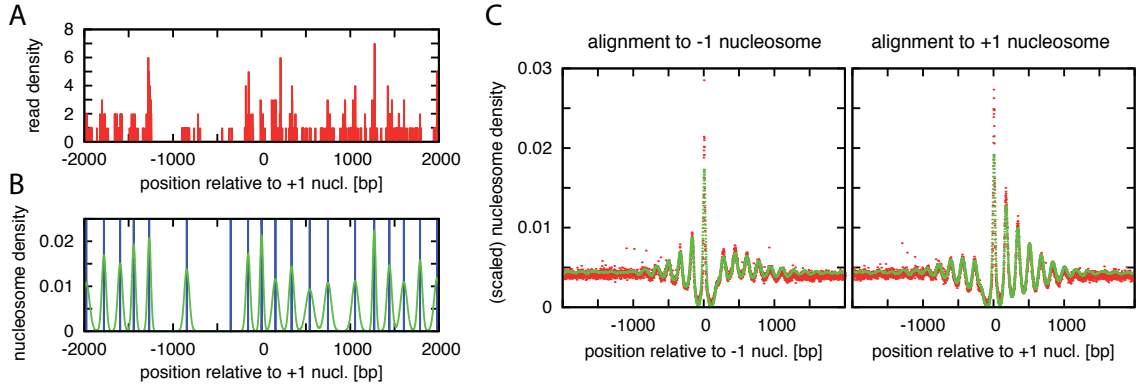 A
8
6
4
2
0
read density
-2000
-1000
0
1000
2000
position relative to +1 nucl. [bp]
B
0.02
0.01
0
nucleosome density
-2000
-1000
0
1000
2000
position relative to +1 nucl. [bp]
C
alignment to -1 nucleosome
alignment to +1 nucleosome
0.03
0.02
0.01
0
(scaled) nucleosome density
-1000
0
1000
-1000
0
1000
position relative to -1 nucl. [bp]
position relative to +1 nucl. [bp]